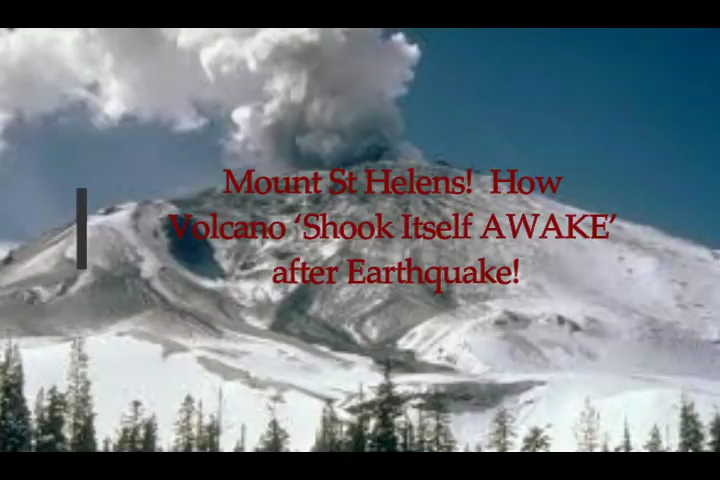 Mount St Helens!  How
Volcano ‘Shook Itself AWAKE’
after Earthquake!